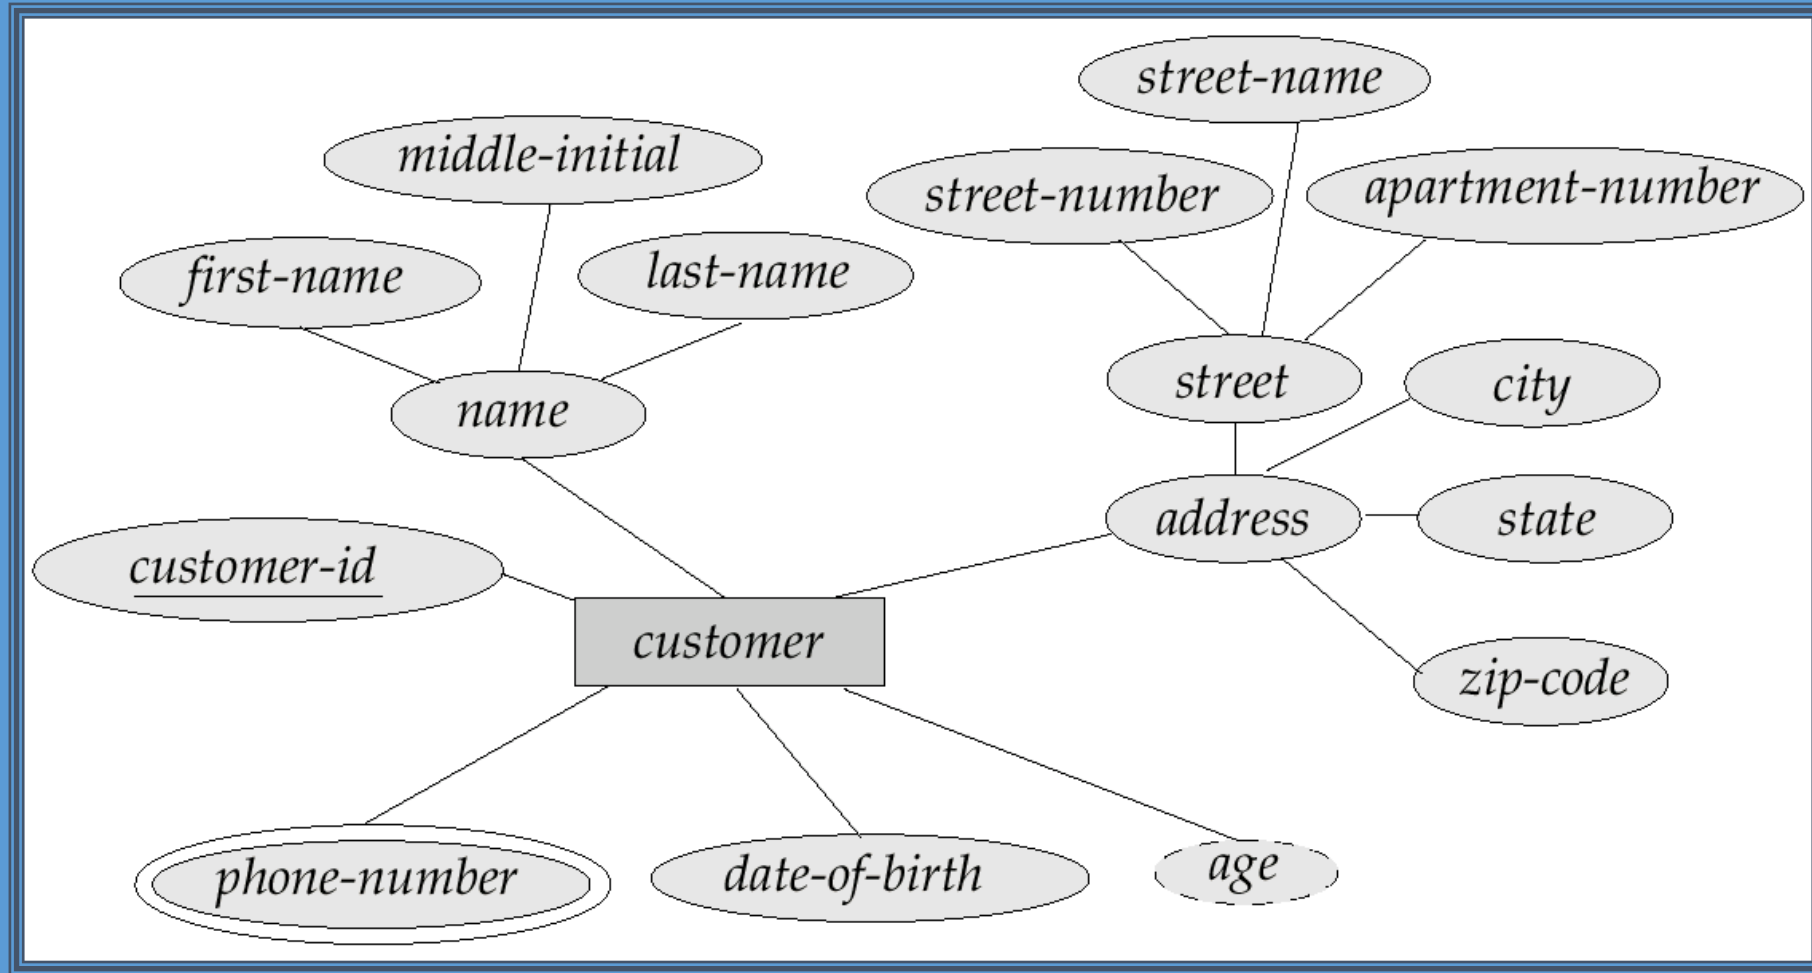 street-name
middle-initial
street-number
apartment-number
first-name
last-name
street
city
name
address
state
customer-id
customer
zip-code
phone-number
date-of-birth
age